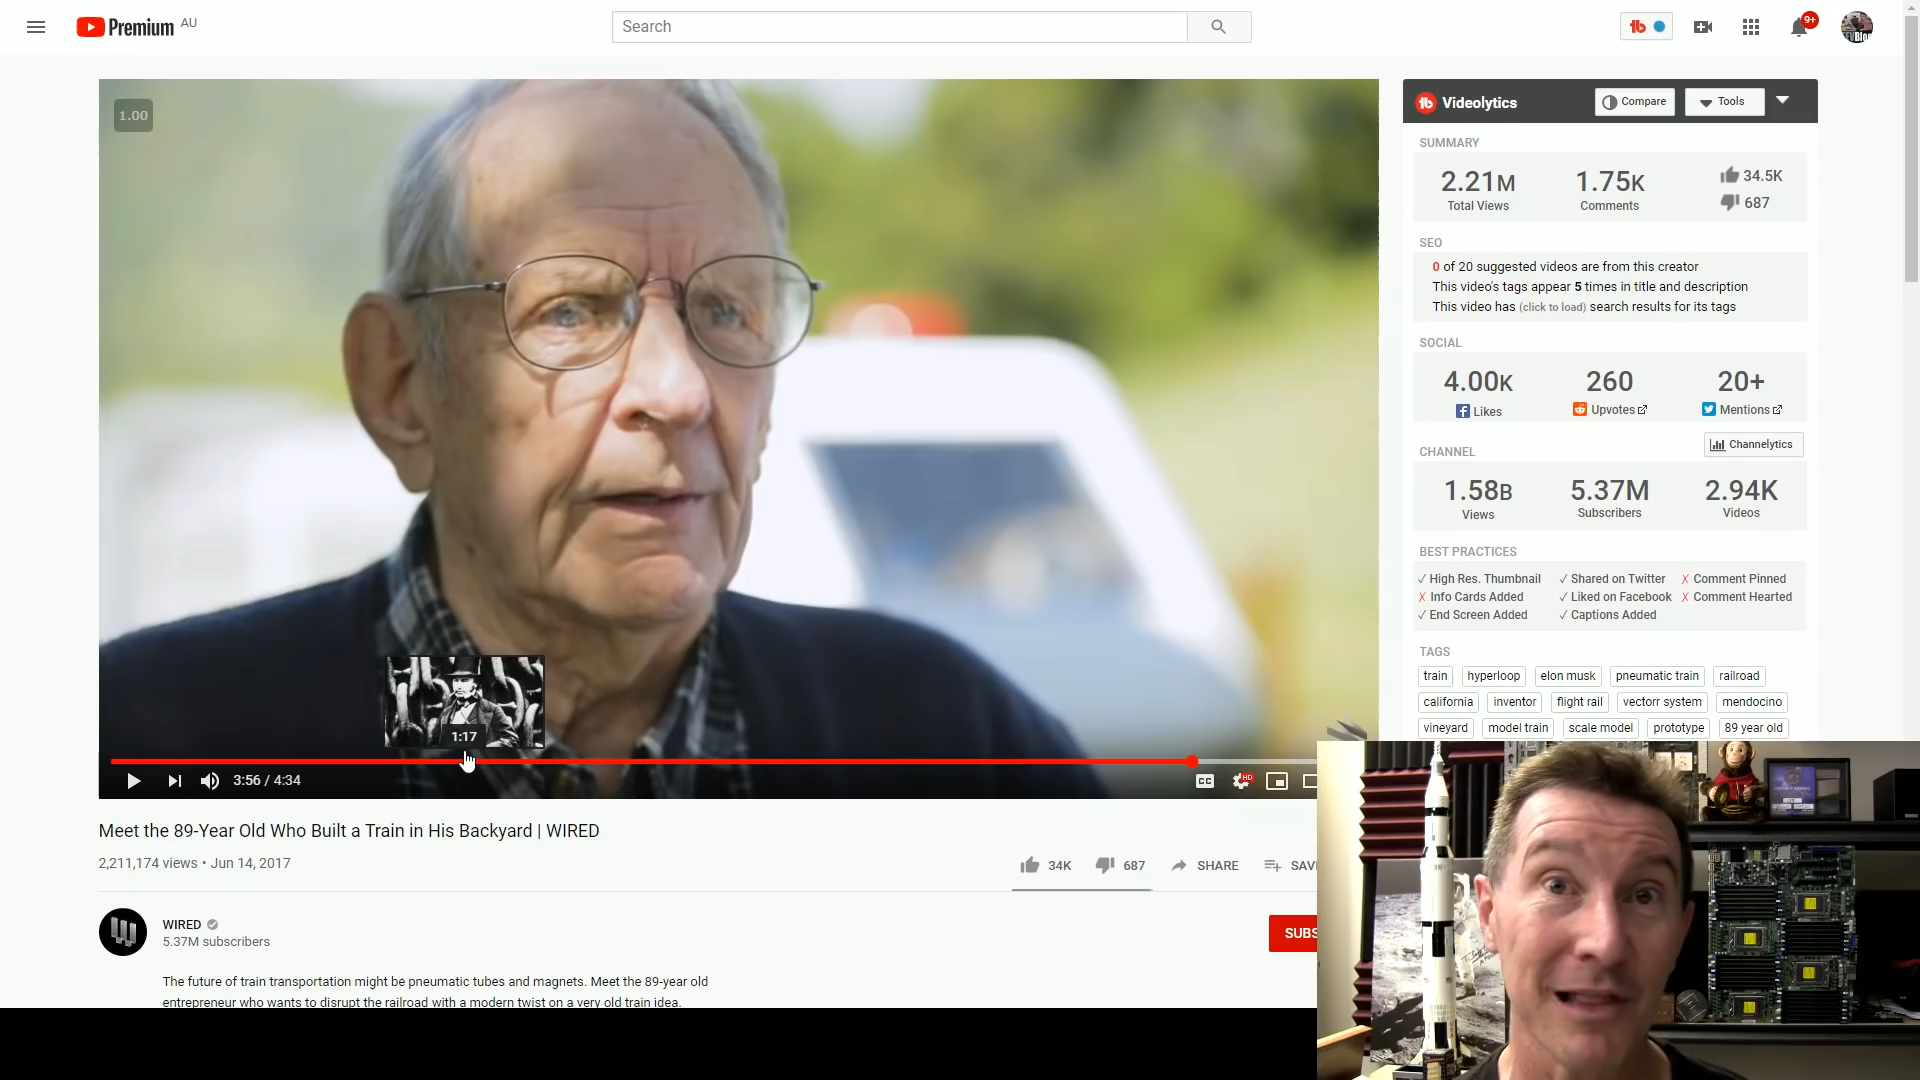 Premium AU
Search
9+
1.00
Videolytics
Compare
Tools
SUMMARY
2.21M
Total Views
1.75K
Comments
34.5K
687
SEO
0 of 20 suggested videos are from this creator
This video's tags appear 5 times in title and description
This video has (click to load) search results for its tags
SOCIAL
4.00K
Likes
260
Upvotes
20+
Mentions
CHANNEL
Channelytics
1.58B
Views
5.37M
Subscribers
2.94K
Videos
BEST PRACTICES
✓ High Res. Thumbnail ✓ Shared on Twitter ✗ Comment Pinned
✗ Info Cards Added ✓ Liked on Facebook ✗ Comment Hearted
✓ End Screen Added ✓ Captions Added
TAGS
train hyperloop elon musk pneumatic train railroad
california inventor flight rail vectorr system mendocino
vineyard model train scale model prototype 89 year old
1:17
3:56 / 4:34
CC
HD
Meet the 89-Year Old Who Built a Train in His Backyard | WIRED
2,211,174 views • Jun 14, 2017
34K 687 SHARE SAV
WIRED
5.37M subscribers
SUBS
The future of train transportation might be pneumatic tubes and magnets. Meet the 89-year old
entrepreneur who wants to disrupt the railroad with a modern twist on a very old train idea.